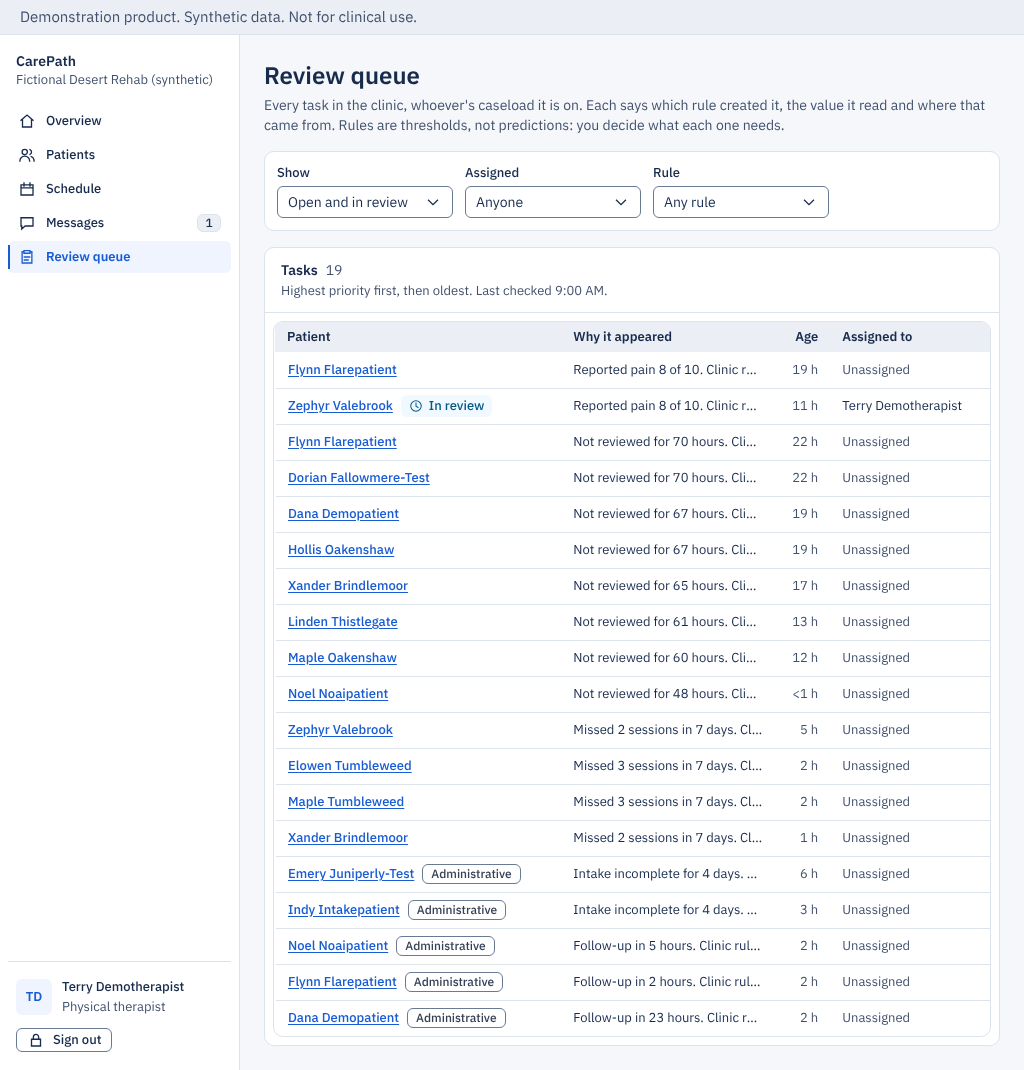 Demonstration product. Synthetic data. Not for clinical use.
CarePath
Fictional Desert Rehab (synthetic)
Overview
Patients
Schedule
Messages 1
Review queue
Terry Demotherapist
TD
Physical therapist
Sign out
Review queue
Every task in the clinic, whoever's caseload it is on. Each says which rule created it, the value it read and where that
came from. Rules are thresholds, not predictions: you decide what each one needs.
Show Assigned Rule
Open and in review Anyone Any rule
Tasks 19
Highest priority first, then oldest. Last checked 9:00 AM.
Patient Why it appeared Age Assigned to
Flynn Flarepatient Reported pain 8 of 10. Clinic r... 19 h Unassigned
Zephyr Valebrook In review Reported pain 8 of 10. Clinic r... 11 h Terry Demotherapist
Flynn Flarepatient Not reviewed for 70 hours. Cli... 22 h Unassigned
Dorian Fallowmere-Test Not reviewed for 70 hours. Cli... 22 h Unassigned
Dana Demopatient Not reviewed for 67 hours. Cli... 19 h Unassigned
Hollis Oakenshaw Not reviewed for 67 hours. Cli... 19 h Unassigned
Xander Brindlemoor Not reviewed for 65 hours. Cli... 17 h Unassigned
Linden Thistlegate Not reviewed for 61 hours. Cli... 13 h Unassigned
Maple Oakenshaw Not reviewed for 60 hours. Cli... 12 h Unassigned
Noel Noaipatient Not reviewed for 48 hours. Cli... <1 h Unassigned
Zephyr Valebrook Missed 2 sessions in 7 days. Cl... 5 h Unassigned
Elowen Tumbleweed Missed 3 sessions in 7 days. Cl... 2 h Unassigned
Maple Tumbleweed Missed 3 sessions in 7 days. Cl... 2 h Unassigned
Xander Brindlemoor Missed 2 sessions in 7 days. Cl... 1 h Unassigned
Emery Juniperly-Test Administrative Intake incomplete for 4 days. ... 6 h Unassigned
Indy Intakepatient Administrative Intake incomplete for 4 days. ... 3 h Unassigned
Noel Noaipatient Administrative Follow-up in 5 hours. Clinic rul... 2 h Unassigned
Flynn Flarepatient Administrative Follow-up in 2 hours. Clinic rul... 2 h Unassigned
Dana Demopatient Administrative Follow-up in 23 hours. Clinic r... 2 h Unassigned